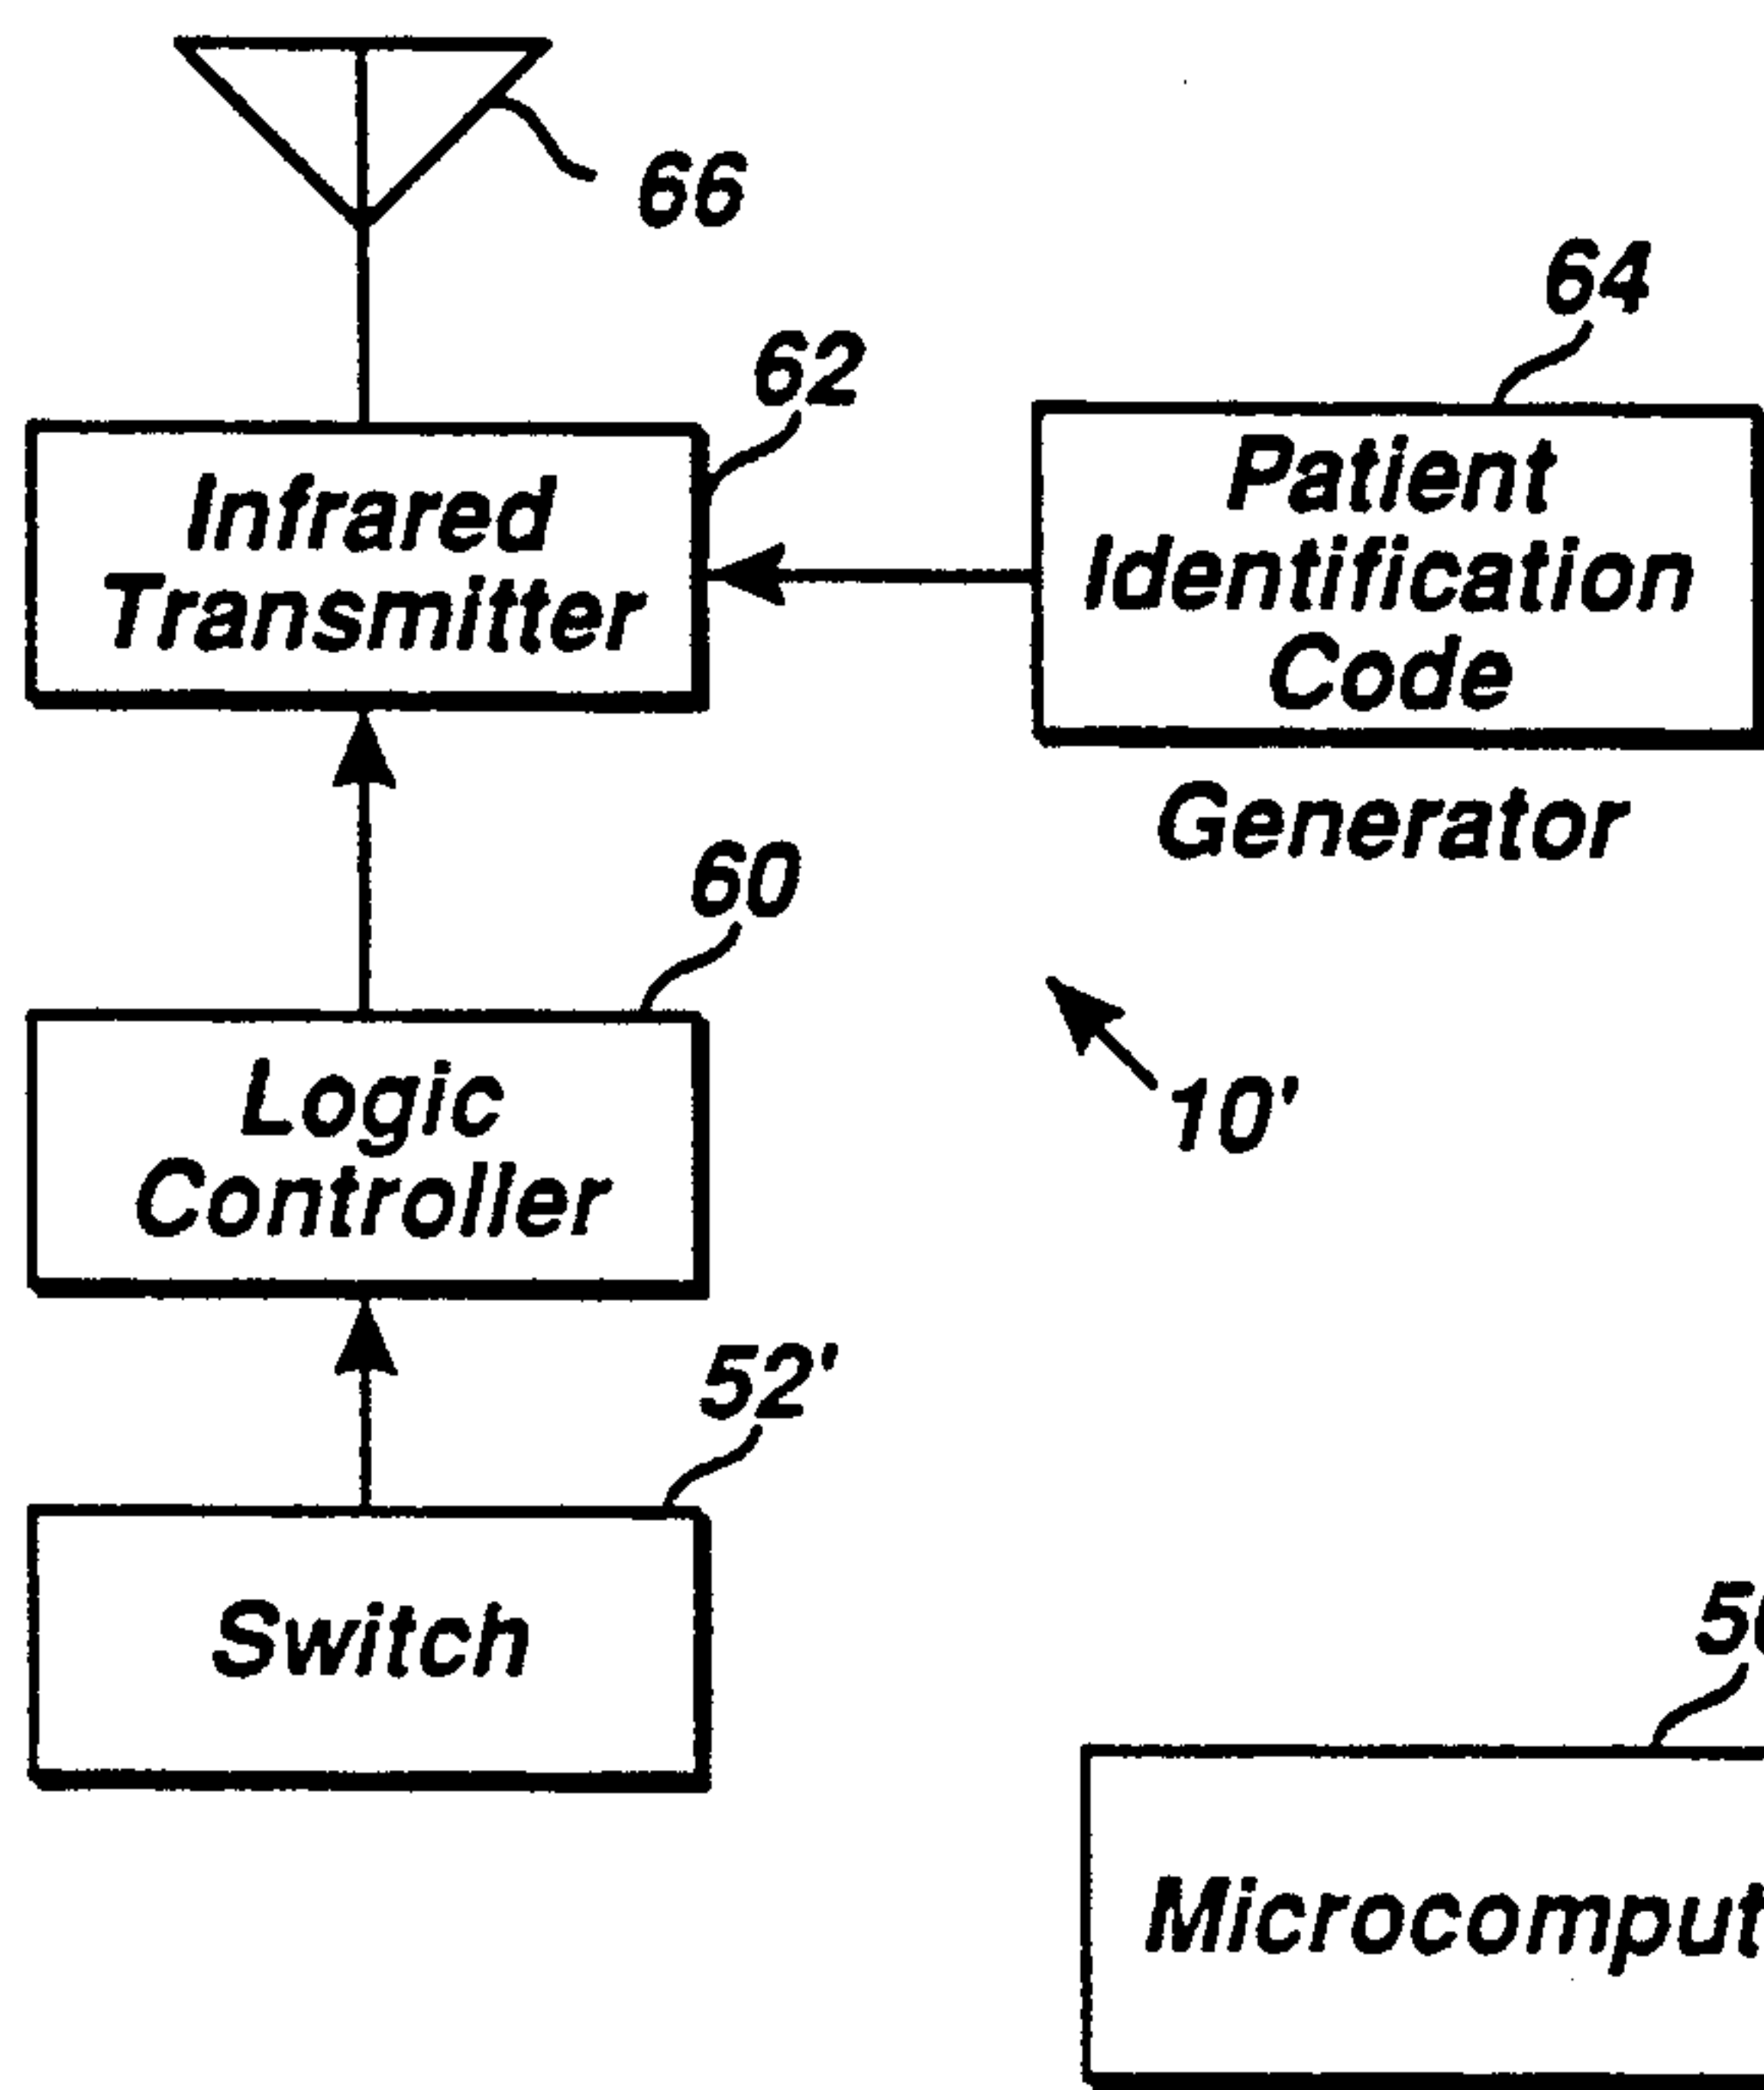 66
62
64
Infrared
Transmitter
Patient
Identification
Code
Generator
60
Logic
Controller
10'
52'
Switch